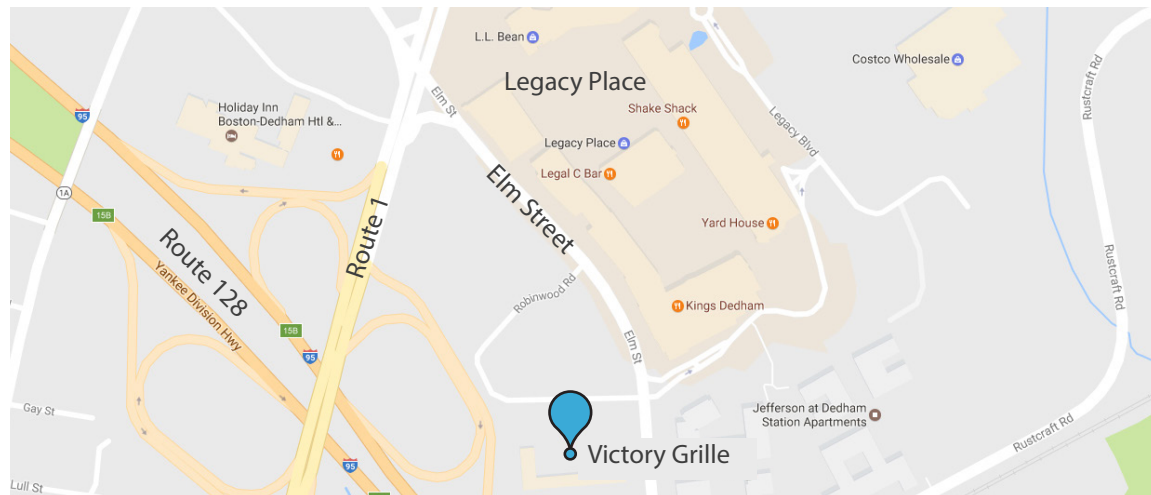 L.L. Bean
Legacy Place
Costco Wholesale
Rustcraft Rd
Elm St
Holiday Inn
Boston-Dedham Htl &...
95
Shake Shack
Legacy Blvd
Legacy Place
Legal C Bar
1A
15B
Elm Street
Route 1
Yard House
Route 128
Yankee Division Hwy
Rustcraft Rd
Robinwood Rd
Kings Dedham
15B
95
Elm St
Gay St
Jefferson at Dedham
Station Apartments
Rustcraft Rd
Victory Grille
95
Lull St